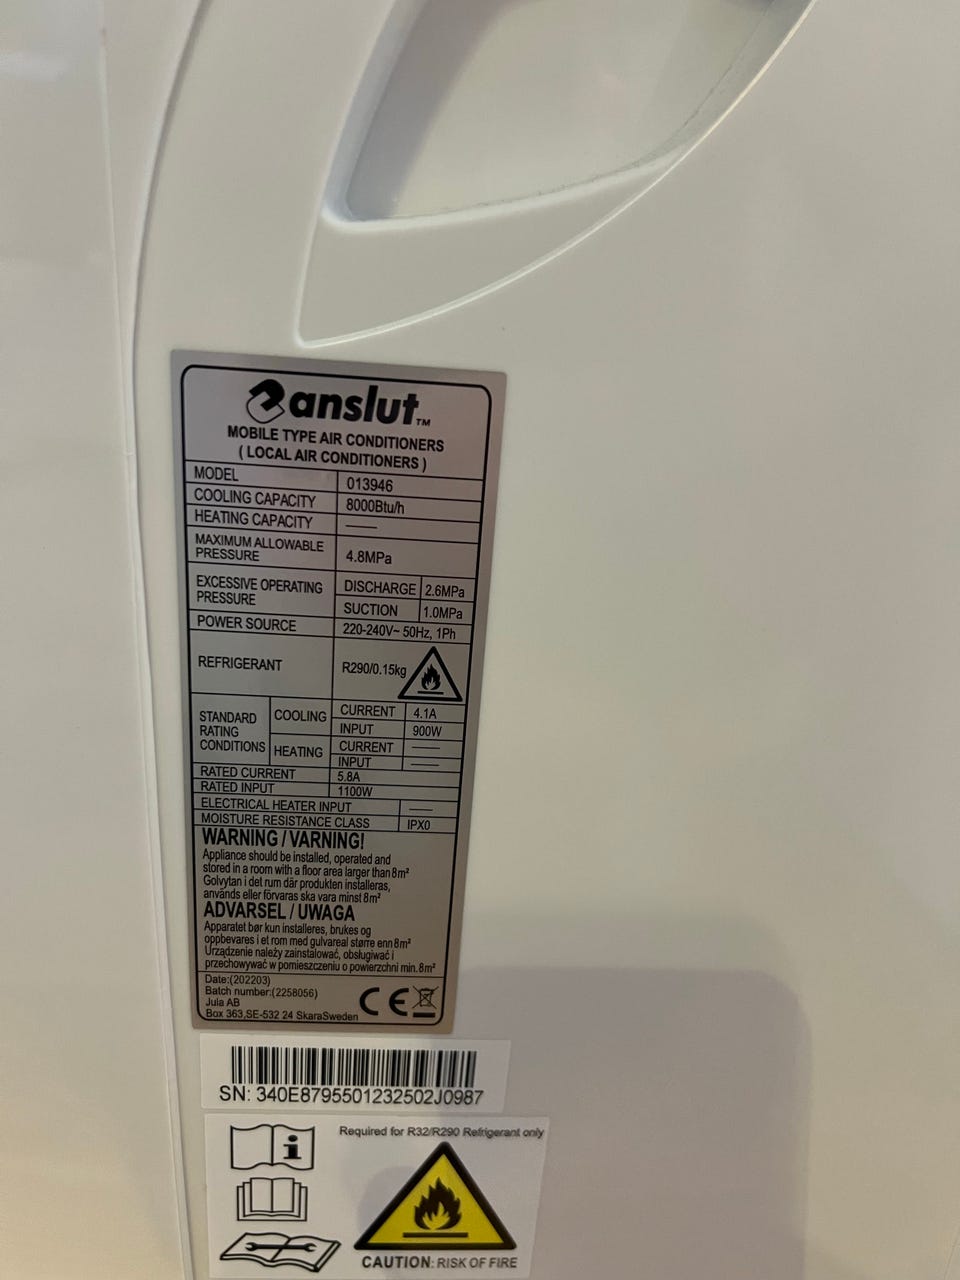 anslut™
MOBILE TYPE AIR CONDITIONERS
( LOCAL AIR CONDITIONERS )
MODEL 013946
COOLING CAPACITY 8000Btu/h
HEATING CAPACITY ——
MAXIMUM ALLOWABLE PRESSURE 4.8MPa
EXCESSIVE OPERATING PRESSURE DISCHARGE 2.6MPa
SUCTION 1.0MPa
POWER SOURCE 220-240V~ 50Hz, 1Ph
REFRIGERANT R290/0.15kg
STANDARD RATING CONDITIONS COOLING CURRENT 4.1A
INPUT 900W
HEATING CURRENT ——
INPUT ——
RATED CURRENT 5.8A
RATED INPUT 1100W
ELECTRICAL HEATER INPUT ——
MOISTURE RESISTANCE CLASS IPX0
WARNING / VARNING!
Appliance should be installed, operated and
stored in a room with a floor area larger than 8m²
Golvytan i det rum där produkten installeras,
används eller förvaras ska vara minst 8m²
ADVARSEL / UWAGA
Apparatet bør kun installeres, brukes og
oppbevares i et rom med gulvareal større enn 8m²
Urządzenie należy zainstalować, obsługiwać i
przechowywać w pomieszczeniu o powierzchni min. 8m²
Date:(202203)
Batch number:(2258056)
Jula AB
Box 363,SE-532 24 SkaraSweden
CE
SN: 340E8795501232502J0987
Required for R32/R290 Refrigerant only
i
CAUTION: RISK OF FIRE